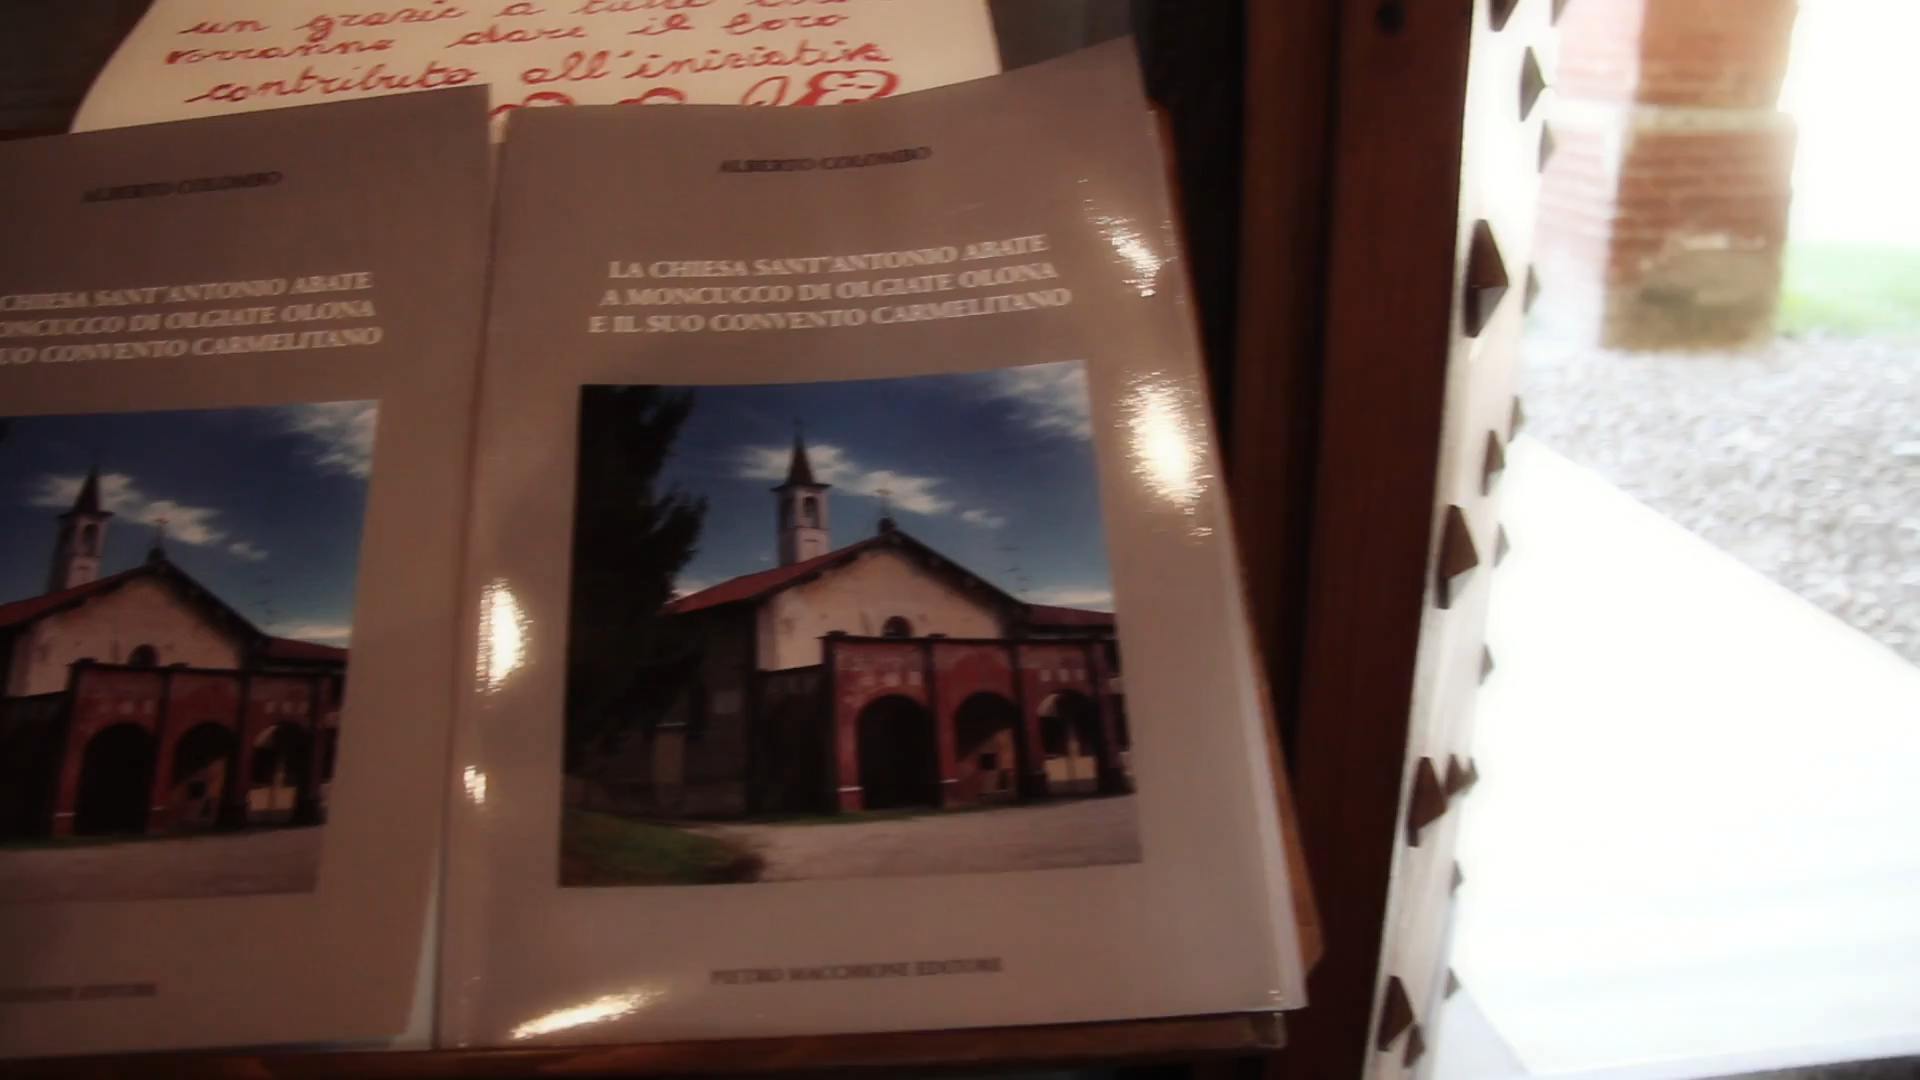 un grazie a tutti
vorranno dare il loro
contributo all'iniziativa
ALBERTO COLOMBO
CHIESA SANT'ANTONIO ABATE
MONCUCCO DI OLGIATE OLONA
SUO CONVENTO CARMELITANO
EDITORE
ALBERTO COLOMBO
LA CHIESA SANT'ANTONIO ABATE
A MONCUCCO DI OLGIATE OLONA
E IL SUO CONVENTO CARMELITANO
PIETRO MACCHIONE EDITORE